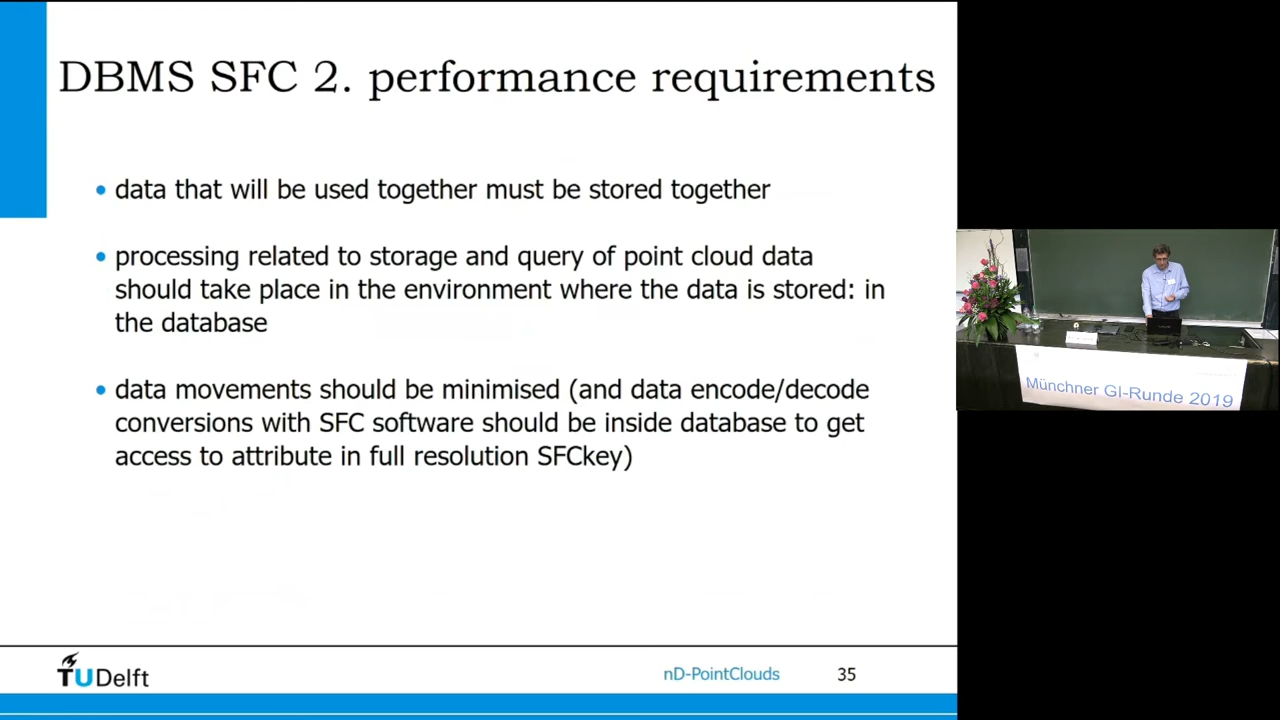 DBMS SFC 2. performance requirements
• data that will be used together must be stored together
• processing related to storage and query of point cloud data
should take place in the environment where the data is stored: in
the database
• data movements should be minimised (and data encode/decode
conversions with SFC software should be inside database to get
access to attribute in full resolution SFCkey)
TUDelft
nD-PointClouds
35
Münchner GI-Runde 2019